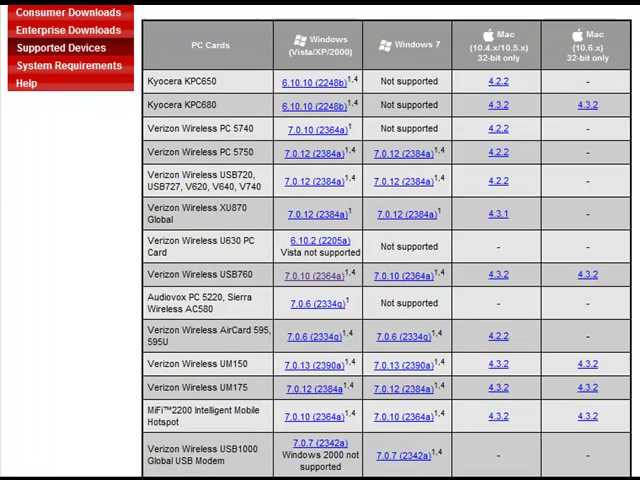 Consumer Downloads
Enterprise Downloads
Supported Devices
System Requirements
Help
PC Cards
Windows
(Vista/XP/2000)
Windows 7
Mac
(10.4.x/10.5.x)
32-bit only
Mac
(10.6.x)
32-bit only
Kyocera KPC650
6.10.10 (2248b)1,4
Not supported
4.2.2
-
Kyocera KPC680
6.10.10 (2248b)1,4
Not supported
4.3.2
4.3.2
Verizon Wireless PC 5740
7.0.10 (2364a)1
Not supported
4.2.2
-
Verizon Wireless PC 5750
7.0.12 (2384a)1,4
7.0.12 (2384a)1,4
4.2.2
-
Verizon Wireless USB720,
USB727, V620, V640, V740
7.0.12 (2384a)1,4
7.0.12 (2384a)1,4
4.2.2
-
Verizon Wireless XU870
Global
7.0.12 (2384a)1
7.0.12 (2384a)1
4.3.1
-
Verizon Wireless U630 PC
Card
6.10.2 (2205a)
Vista not supported
Not supported
-
-
Verizon Wireless USB760
7.0.10 (2364a)1,4
7.0.10 (2364a)1,4
4.3.2
4.3.2
Audiovox PC 5220, Sierra
Wireless AC580
7.0.6 (2334g)1
Not supported
-
-
Verizon Wireless AirCard 595,
595U
7.0.6 (2334g)1,4
7.0.6 (2334g)1,4
4.2.2
-
Verizon Wireless UM150
7.0.13 (2390a)1,4
7.0.13 (2390a)1,4
4.3.2
4.3.2
Verizon Wireless UM175
7.0.12 (2384a1,4
7.0.12 (2384a)1,4
4.3.2
4.3.2
MiFi™2200 Intelligent Mobile
Hotspot
7.0.10 (2364a)1,4
7.0.10 (2364a)1,4
4.3.2
4.3.2
Verizon Wireless USB1000
Global USB Modem
7.0.7 (2342a)
Windows 2000 not
supported
7.0.7 (2342a)1,4
-
-